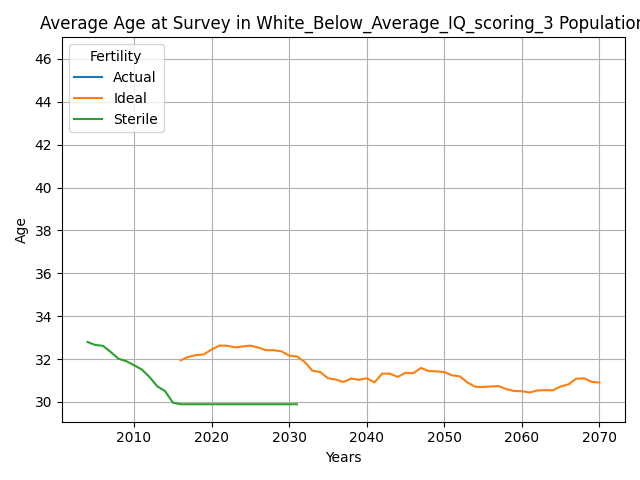 Average Age at Survey in White_Below_Average_IQ_scoring_3 Population
Fertility
Actual
Ideal
Sterile
Age
46
44
42
40
38
36
34
32
30
2010 2020 2030 2040 2050 2060 2070
Years